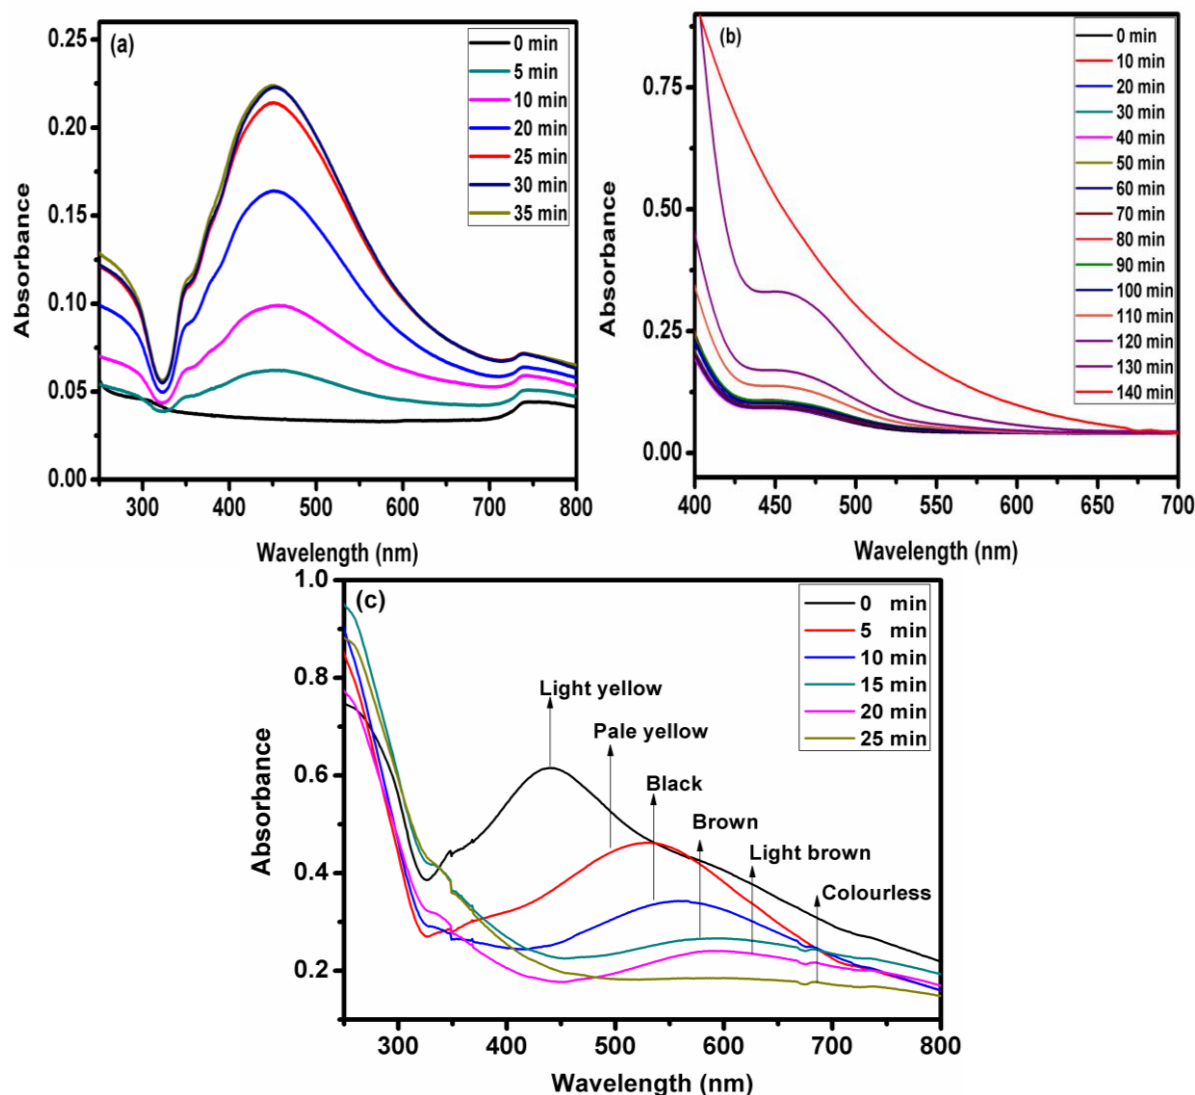 (a)
0 min
5 min
10 min
20 min
25 min
30 min
35 min
0.25
0.20
0.15
0.10
0.05
0.00
Absorbance
300 400 500 600 700 800
Wavelength (nm)
(b)
0 min
10 min
20 min
30 min
40 min
50 min
60 min
70 min
80 min
90 min
100 min
110 min
120 min
130 min
140 min
0.75
0.50
0.25
0.00
Absorbance
400 450 500 550 600 650 700
Wavelength (nm)
(c)
0 min
5 min
10 min
15 min
20 min
25 min
1.0
0.8
0.6
0.4
0.2
Absorbance
Light yellow
Pale yellow
Black
Brown
Light brown
Colourless
300 400 500 600 700 800
Wavelength (nm)